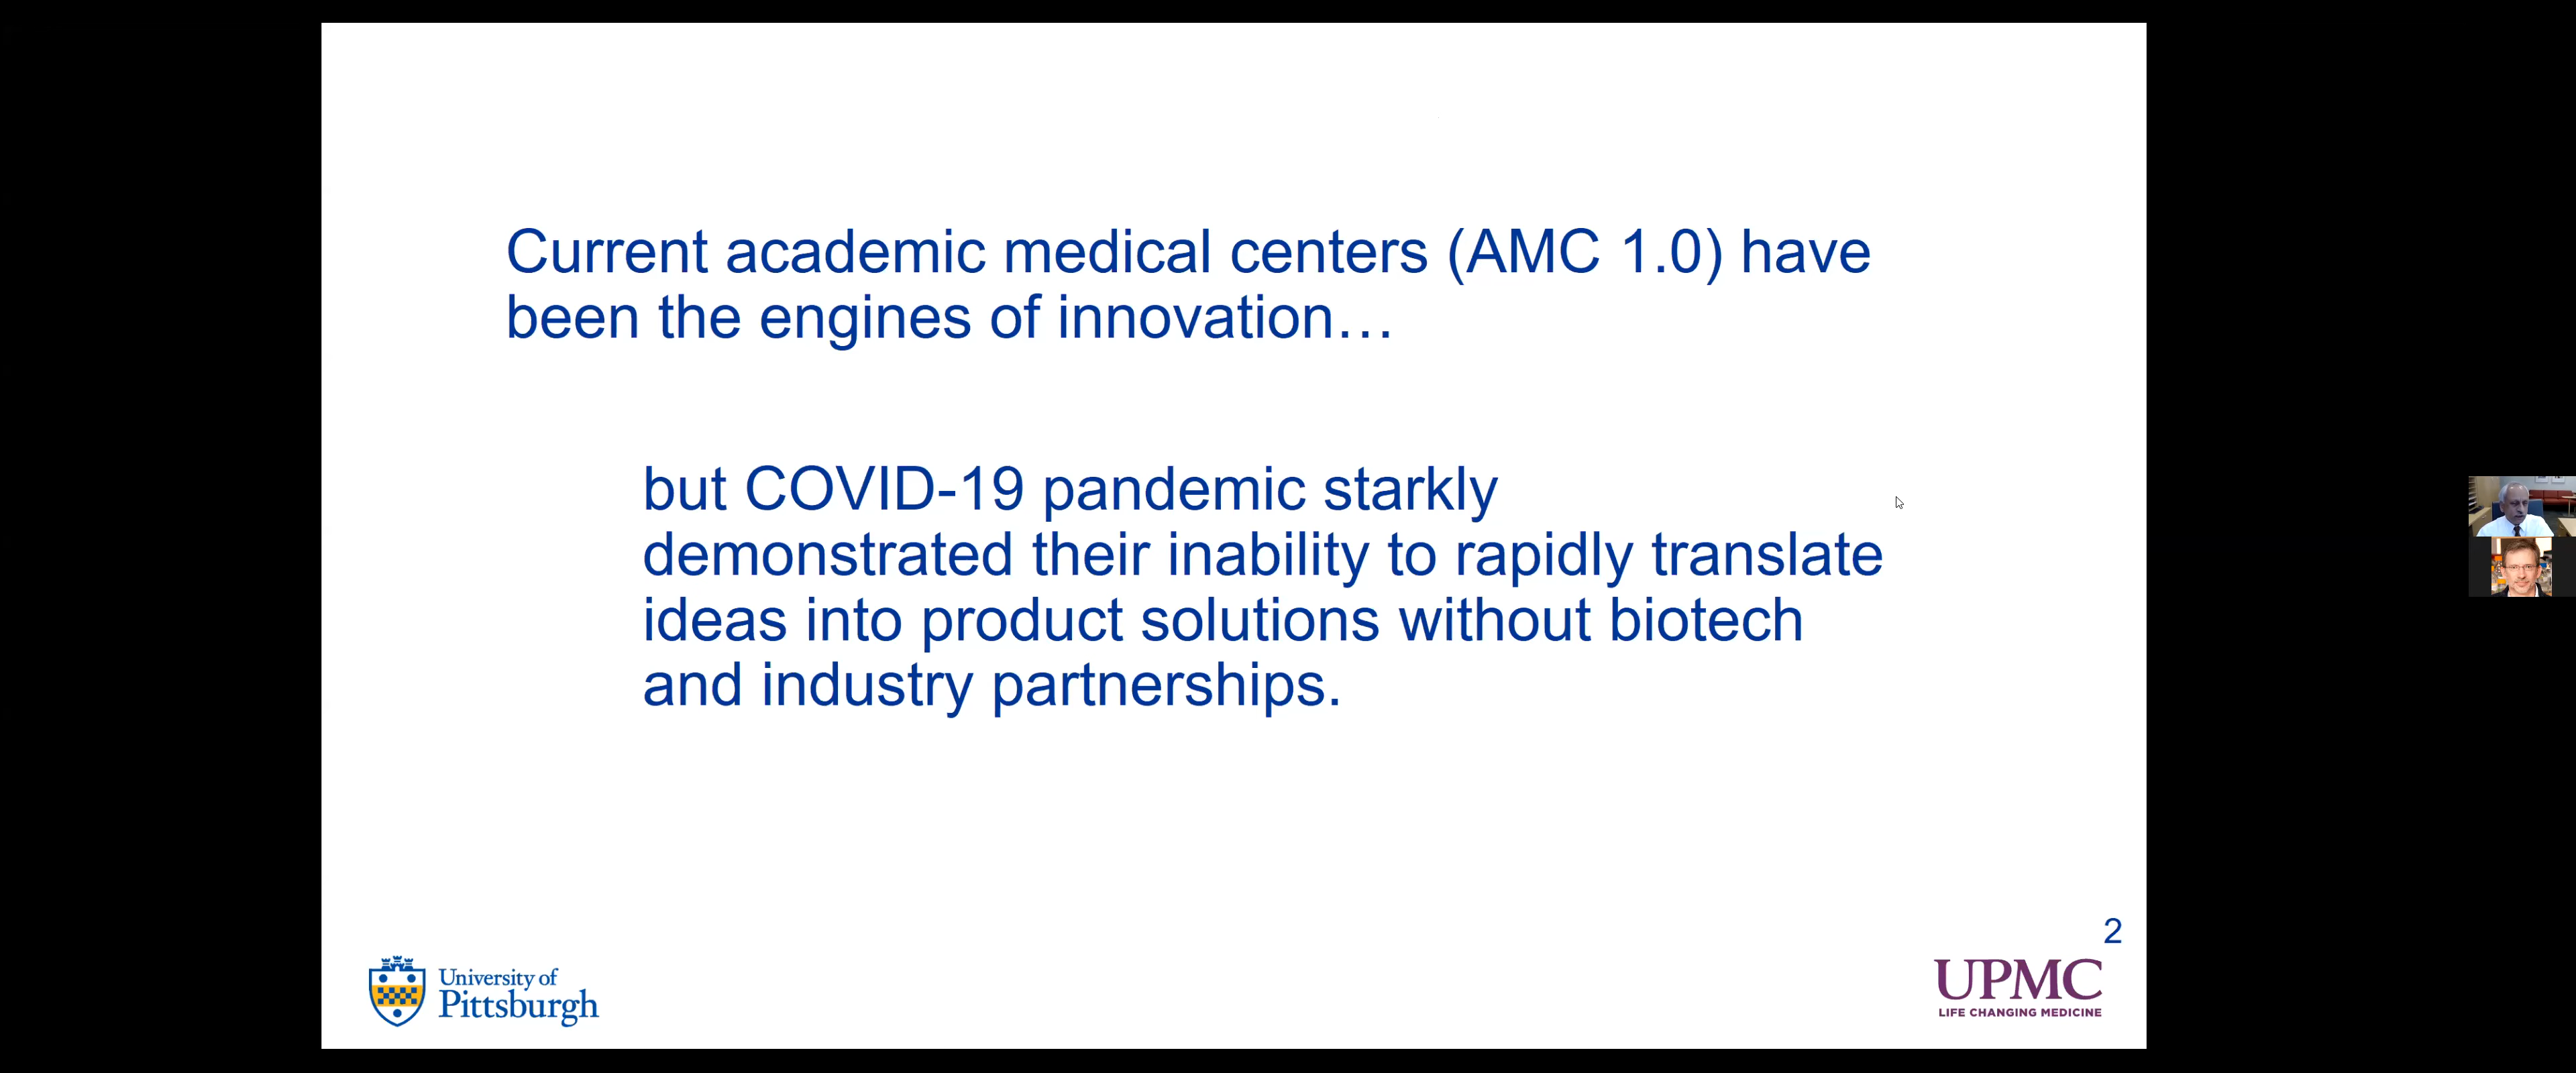 Current academic medical centers (AMC 1.0) have
been the engines of innovation…
but COVID-19 pandemic starkly
demonstrated their inability to rapidly translate
ideas into product solutions without biotech
and industry partnerships.
2
University of
Pittsburgh
UPMC
LIFE CHANGING MEDICINE